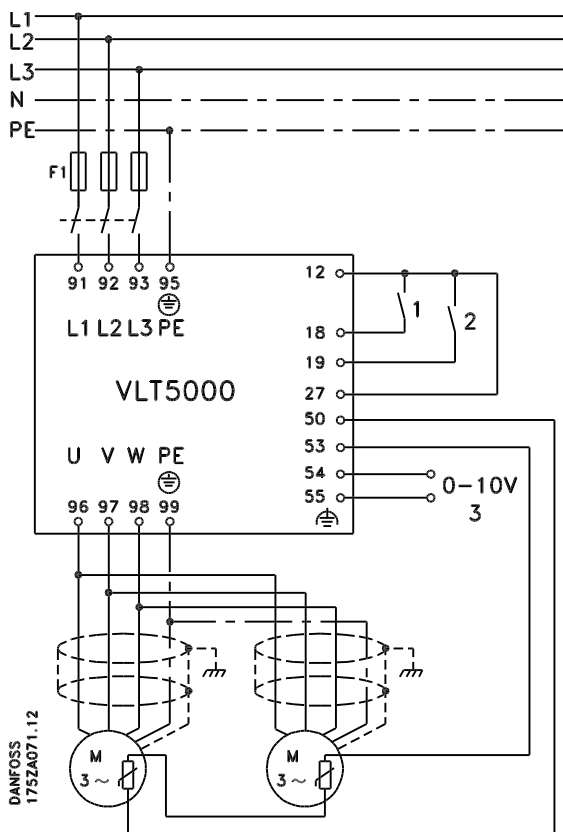 L1
L2
L3
N
PE
F1
91 92 93 95
L1 L2 L3 PE
12
18
19
27
50
53
54
55
1
2
VLT5000
0-10V
3
U V W PE
96 97 98 99
M
3 ~
M
3 ~
DANFOSS
175ZA071.12